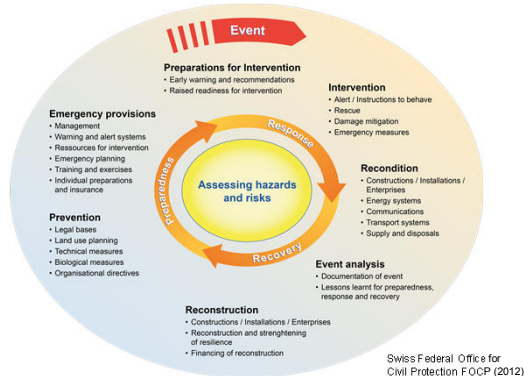 Event
Preparations for Intervention
• Early warning and recommendations
• Raised readiness for intervention
Intervention
• Alert / Instructions to behave
• Rescue
• Damage mitigation
• Emergency measures
Emergency provisions
• Management
• Warning and alert systems
• Ressources for intervention
• Emergency planning
• Training and exercises
• Individual preparations
and insurance
Response
Preparedness
Recovery
Assessing hazards
and risks
Recondition
• Constructions / Installations /
Enterprises
• Energy systems
• Communications
• Transport systems
• Supply and disposals
Prevention
• Legal bases
• Land use planning
• Technical measures
• Biological measures
• Organisational directives
Event analysis
• Documentation of event
• Lessons learnt for preparedness,
response and recovery
Reconstruction
• Constructions / Installations / Enterprises
• Reconstruction and strenghtening
of resilience
• Financing of reconstruction
Swiss Federal Office for
Civil Protection FOCP (2012)